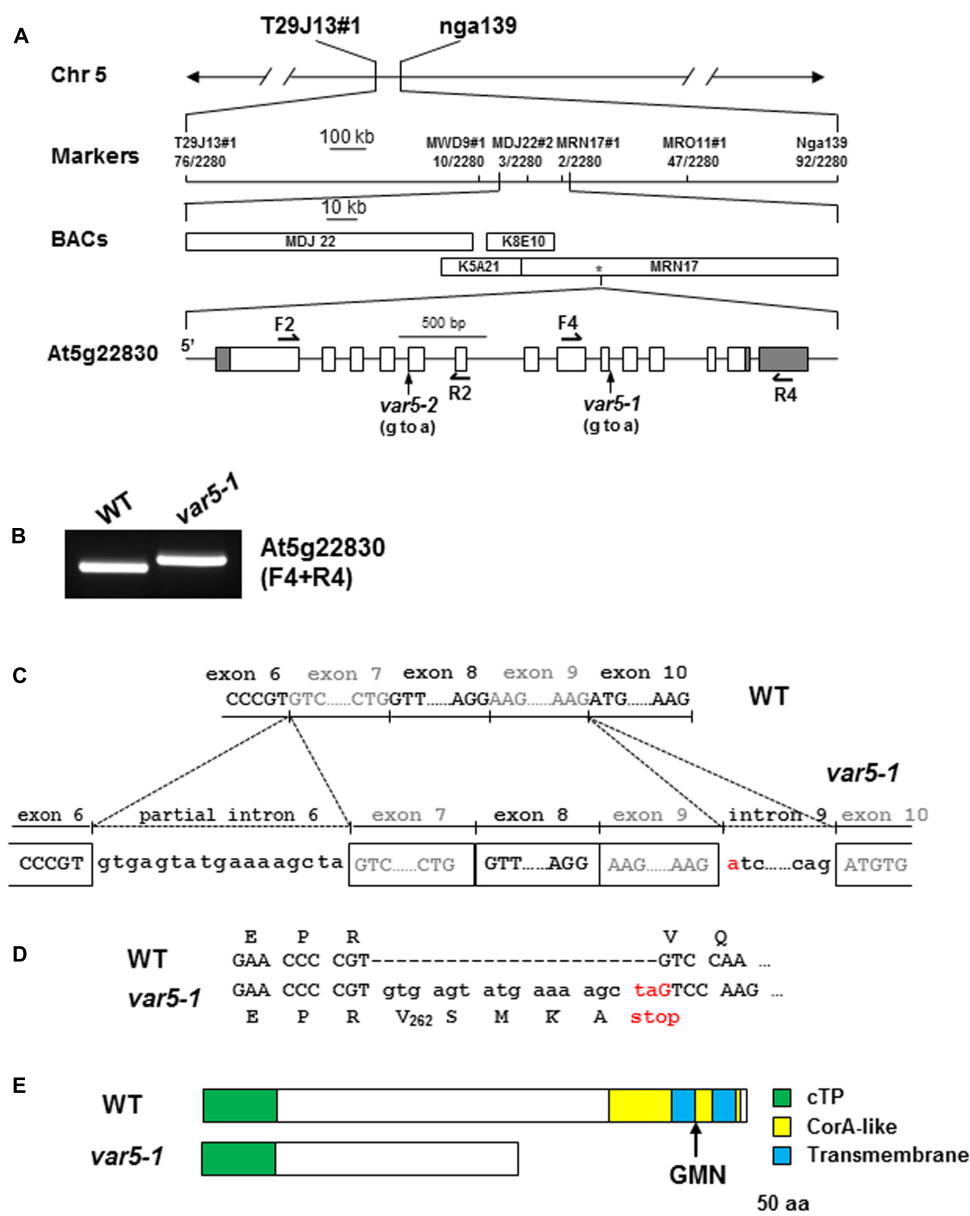 A
T29J13#1 nga139
Chr 5
Markers
100 kb
T29J13#1 MWD9#1 MDJ22#2 MRN17#1 MRO11#1 Nga139
76/2280 10/2280 3/2280 2/2280 47/2280 92/2280
10 kb
BACs
MDJ 22 K8E10
K5A21 * MRN17
At5g22830
5' F2 500 bp F4
R2 R4
var5-2 var5-1
(g to a) (g to a)
B
WT var5-1
At5g22830
(F4+R4)
C
exon 6 exon 7 exon 8 exon 9 exon 10
CCCGTGTC.....CTGGTT.....AGGAAG.....AAGATG.....AAG
WT
var5-1
exon 6 partial intron 6 exon 7 exon 8 exon 9 intron 9 exon 10
CCCGT gtgagtatgaaaagcta GTC......CTG GTT......AGG AAG......AAG atc......cag ATGTG
D
E P R V Q
WT GAA CCC CGT-----------------------GTC CAA ...
var5-1 GAA CCC CGT gtg agt atg aaa agc taGTCC AAG ...
E P R V262 S M K A stop
E
WT
var5-1
GMN
cTP
CorA-like
Transmembrane
50 aa